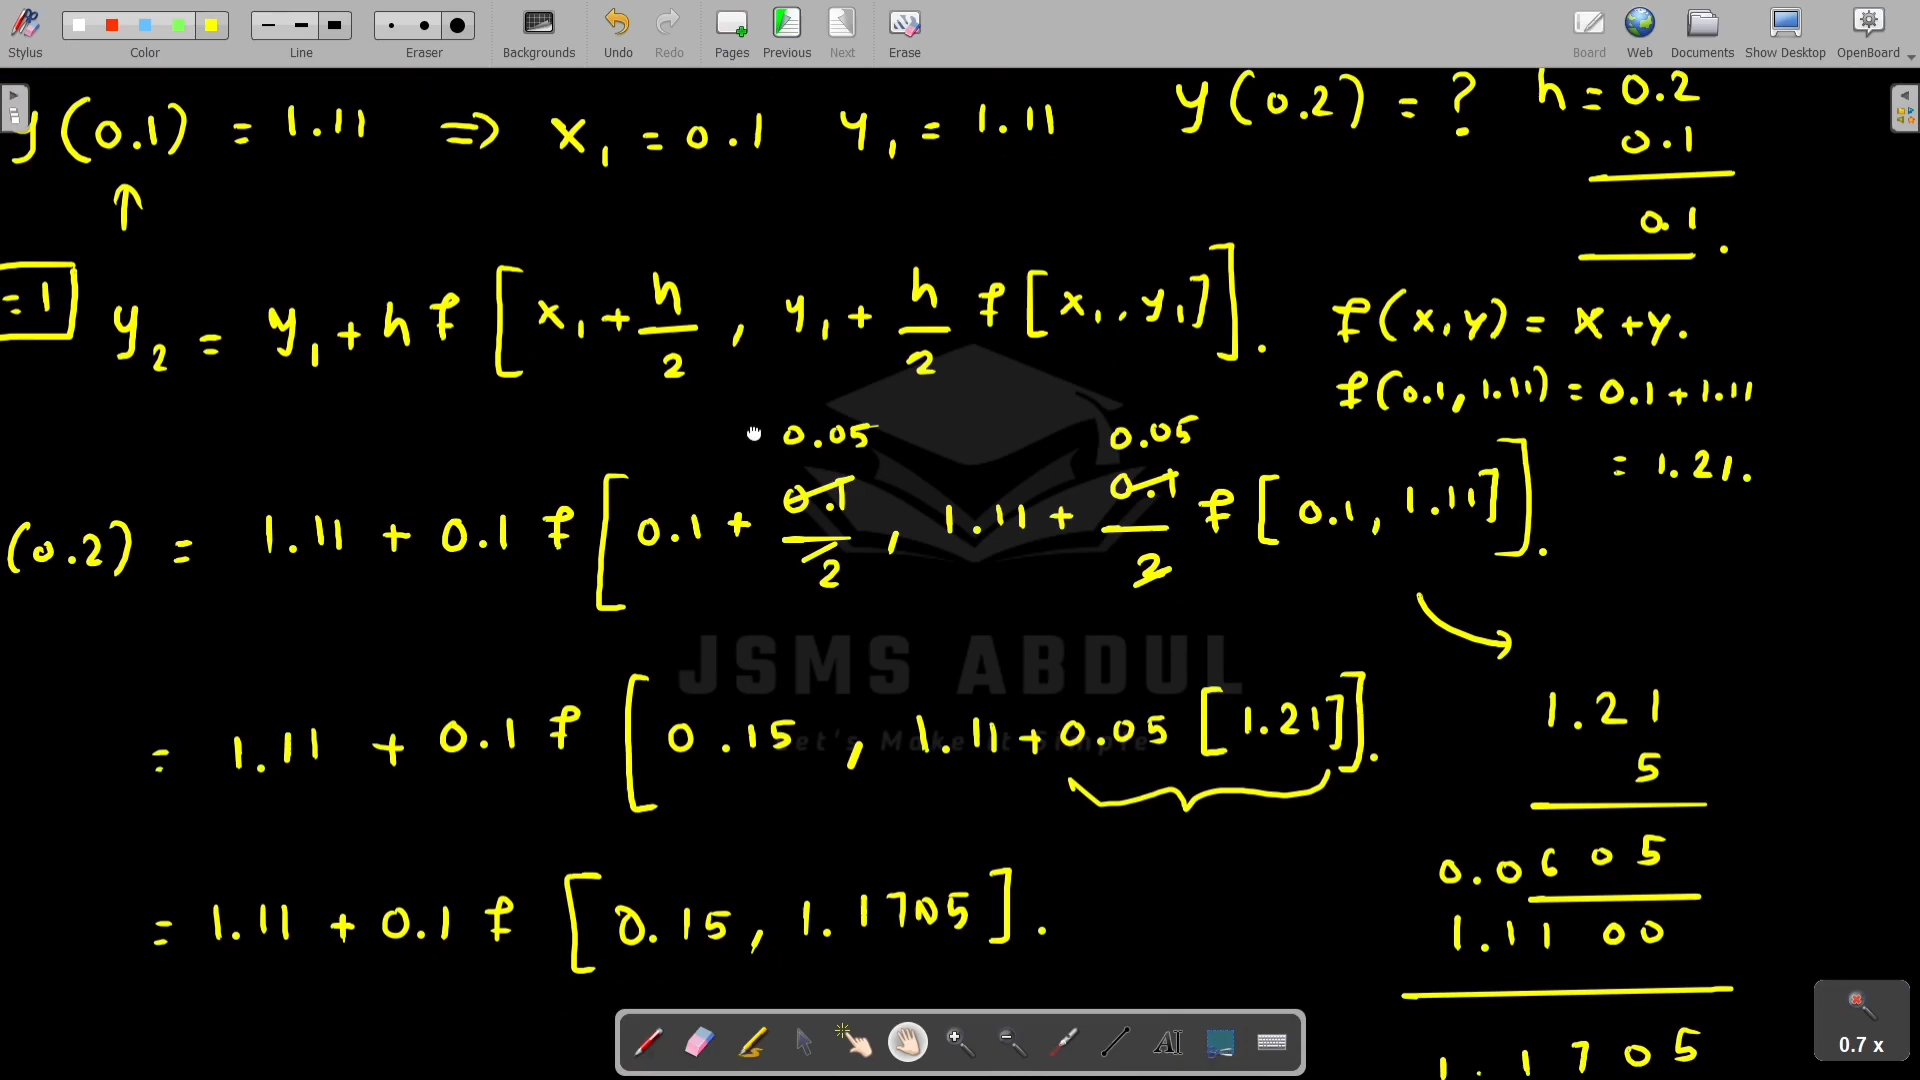 Stylus Color Line Eraser Backgrounds Undo Redo Pages Previous Next Erase Board Web Documents Show Desktop OpenBoard
y(0.1) = 1.11 ⇒ x₁ = 0.1 y₁ = 1.11 y(0.2) = ? h = 0.2
0.1
0.1.
= 1
y₂ = y₁ + h f [x₁ + h/2, y₁ + h/2 f[x₁, y₁]].
f(x,y) = x+y.
f(0.1, 1.11) = 0.1 + 1.11
= 1.21.
0.05 0.05
(0.2) = 1.11 + 0.1 f [0.1 + 0.1/2, 1.11 + 0.1/2 f[0.1, 1.11]].
JSMS ABDUL
Let's Make it Simple
= 1.11 + 0.1 f [0.15, 1.11 + 0.05 [1.21]].
1.21
5
0.0605
1.1100
1.1705
= 1.11 + 0.1 f [0.15, 1.1705].
0.7 x